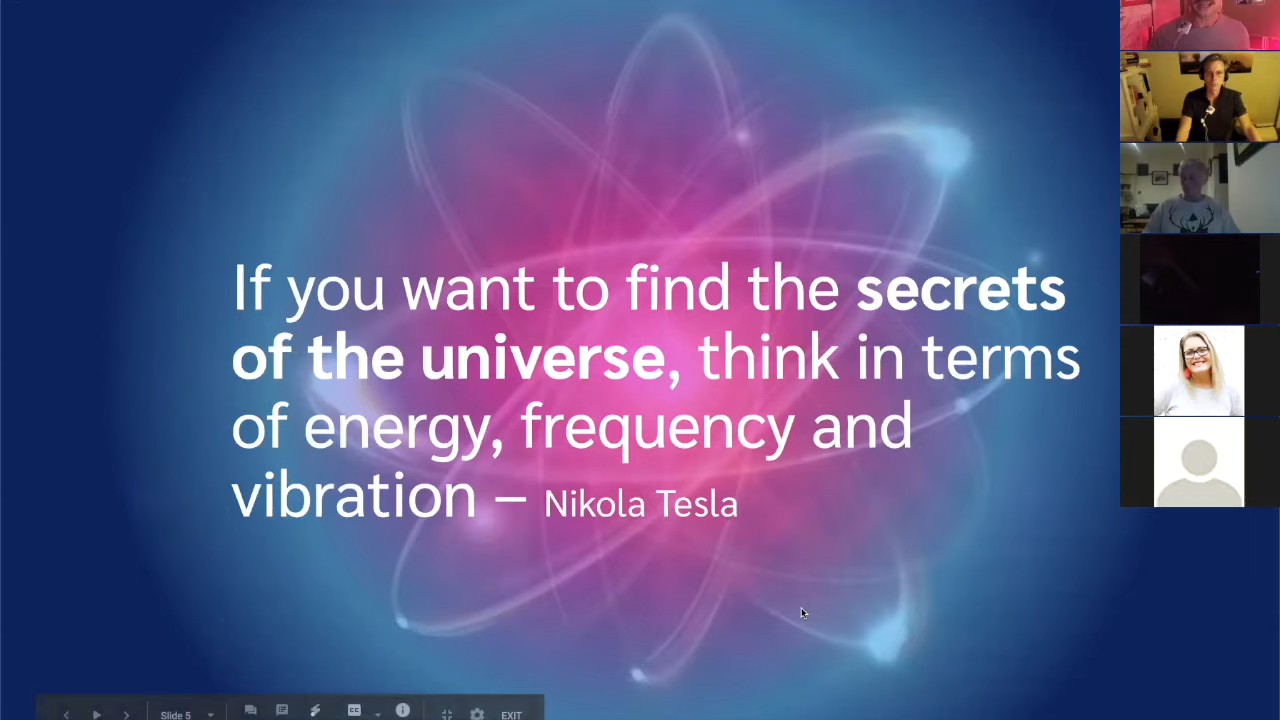 If you want to find the secrets
of the universe, think in terms
of energy, frequency and
vibration – Nikola Tesla
Slide 5
CC
EXIT